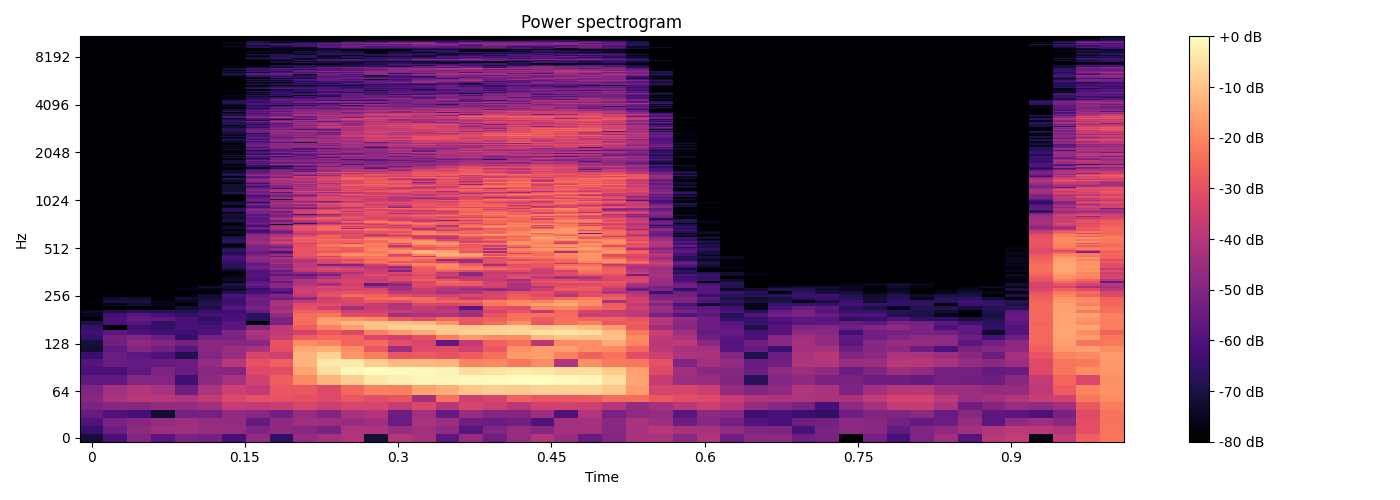 Power spectrogram
Hz
8192
4096
2048
1024
512
256
128
64
0
0 0.15 0.3 0.45 0.6 0.75 0.9
Time
+0 dB
-10 dB
-20 dB
-30 dB
-40 dB
-50 dB
-60 dB
-70 dB
-80 dB